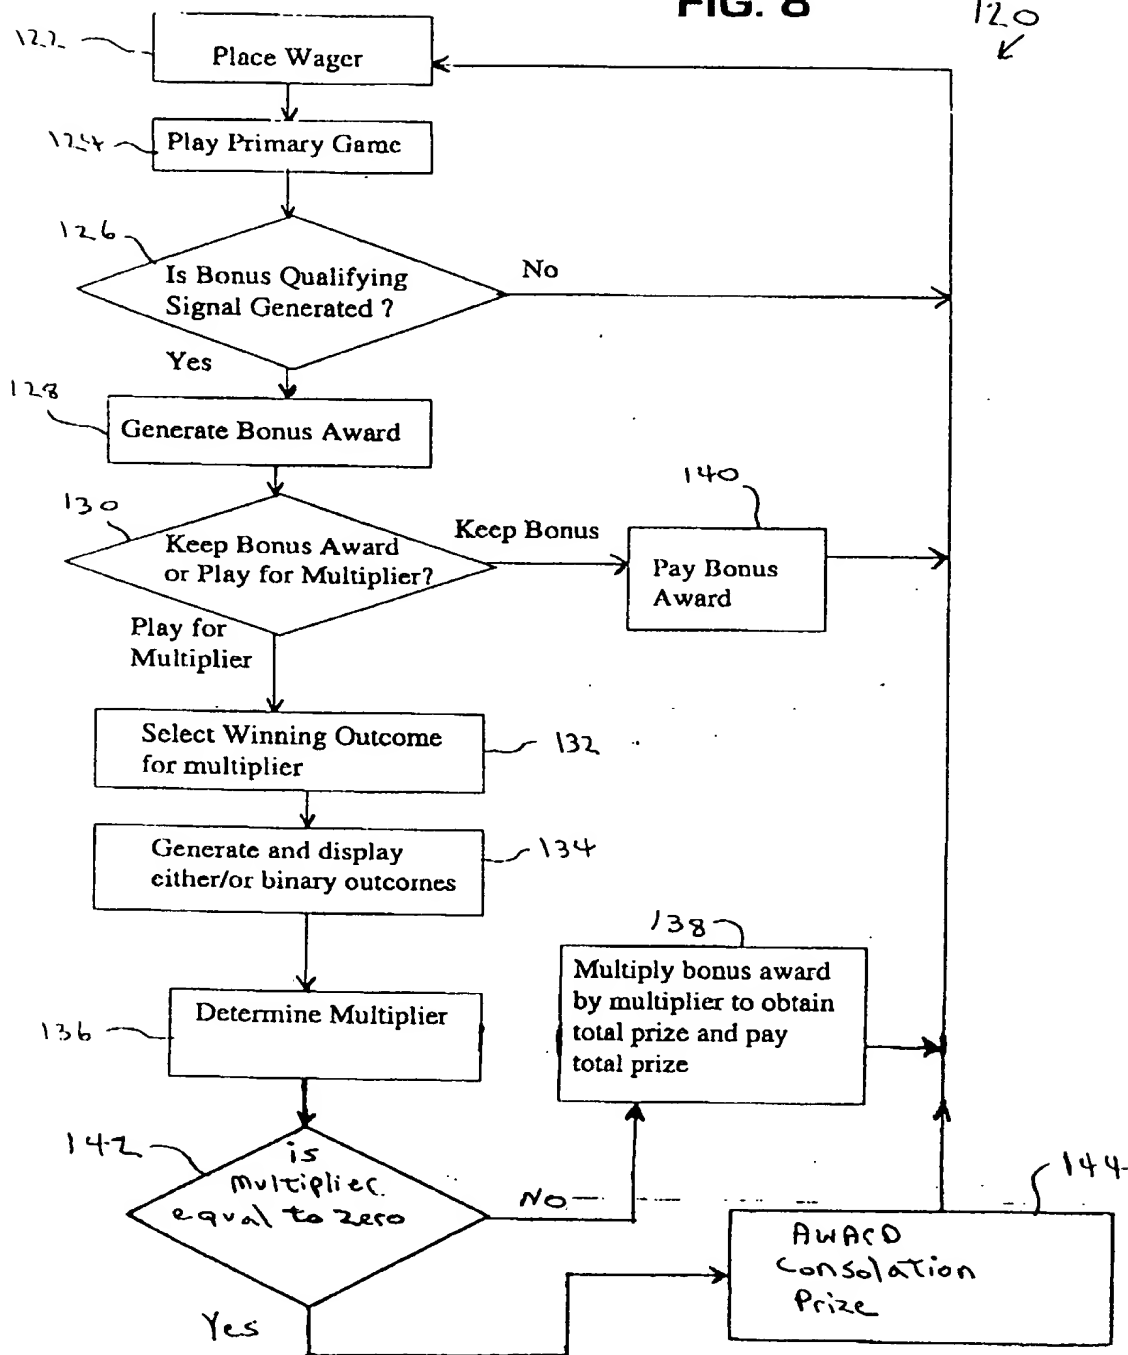 FIG. 8
120
122
Place Wager
124
Play Primary Game
126
Is Bonus Qualifying
Signal Generated ?
No
Yes
128
Generate Bonus Award
130
Keep Bonus Award
or Play for Multiplier?
Keep Bonus
140
Pay Bonus
Award
Play for
Multiplier
Select Winning Outcome
for multiplier
132
Generate and display
either/or binary outcomes
134
136
Determine Multiplier
138
Multiply bonus award
by multiplier to obtain
total prize and pay
total prize
142
is
multiplier
equal to zero
NO
144
AWARD
Consolation
Prize
Yes